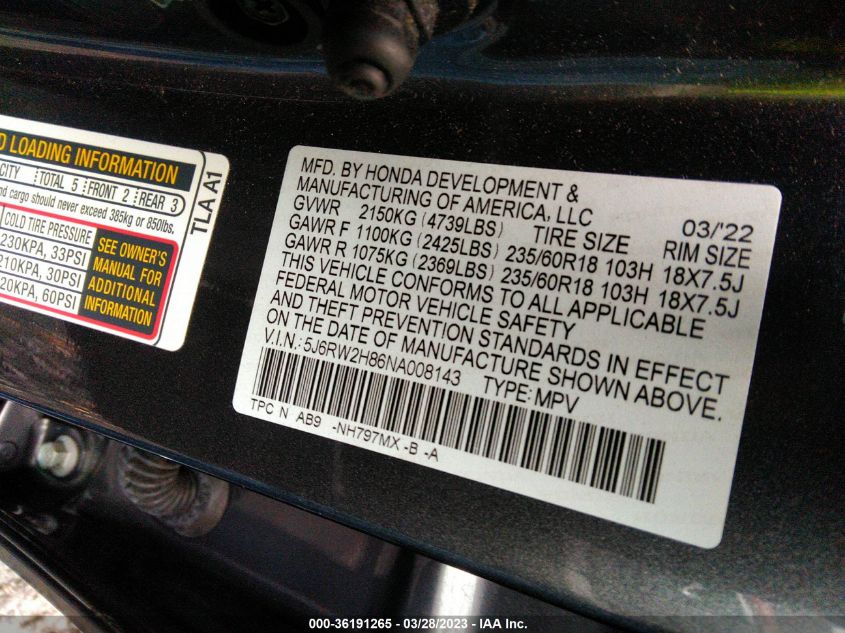 D LOADING INFORMATION
CITY TOTAL 5 FRONT 2 REAR 3
and cargo should never exceed 385kg or 850lbs.
COLD TIRE PRESSURE
230KPA, 33PSI
210KPA, 30PSI
20KPA, 60PSI
SEE OWNER'S
MANUAL FOR
ADDITIONAL
INFORMATION
TLA A1
MFD. BY HONDA DEVELOPMENT &
MANUFACTURING OF AMERICA, LLC 03/'22
GVWR 2150KG (4739LBS) TIRE SIZE RIM SIZE
GAWR F 1100KG (2425LBS) 235/60R18 103H 18X7.5J
GAWR R 1075KG (2369LBS) 235/60R18 103H 18X7.5J
THIS VEHICLE CONFORMS TO ALL APPLICABLE
FEDERAL MOTOR VEHICLE SAFETY
AND THEFT PREVENTION STANDARDS IN EFFECT
ON THE DATE OF MANUFACTURE SHOWN ABOVE.
V.I.N.: 5J6RW2H86NA008143 TYPE: MPV
TPC N AB9 -NH797MX -B -A
000-36191265 - 03/28/2023 - IAA Inc.